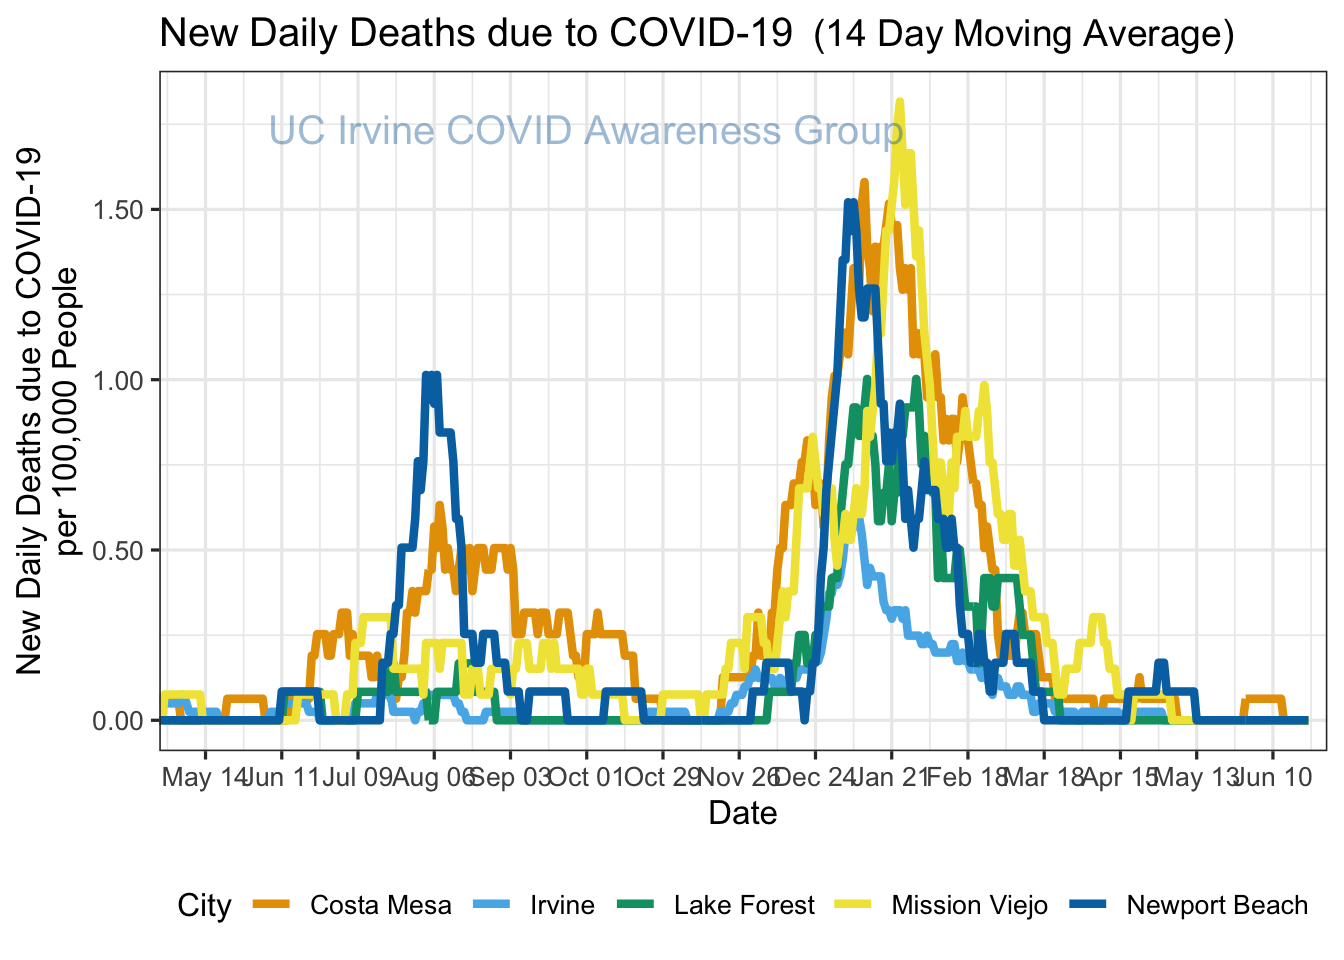 New Daily Deaths due to COVID-19 (14 Day Moving Average)
UC Irvine COVID Awareness Group
New Daily Deaths due to COVID-19
per 100,000 People
1.50
1.00
0.50
0.00
May 14 Jun 11 Jul 09 Aug 06 Sep 03 Oct 01 Oct 29 Nov 26 Dec 24 Jan 21 Feb 18 Mar 18 Apr 15 May 13 Jun 10
Date
City Costa Mesa Irvine Lake Forest Mission Viejo Newport Beach